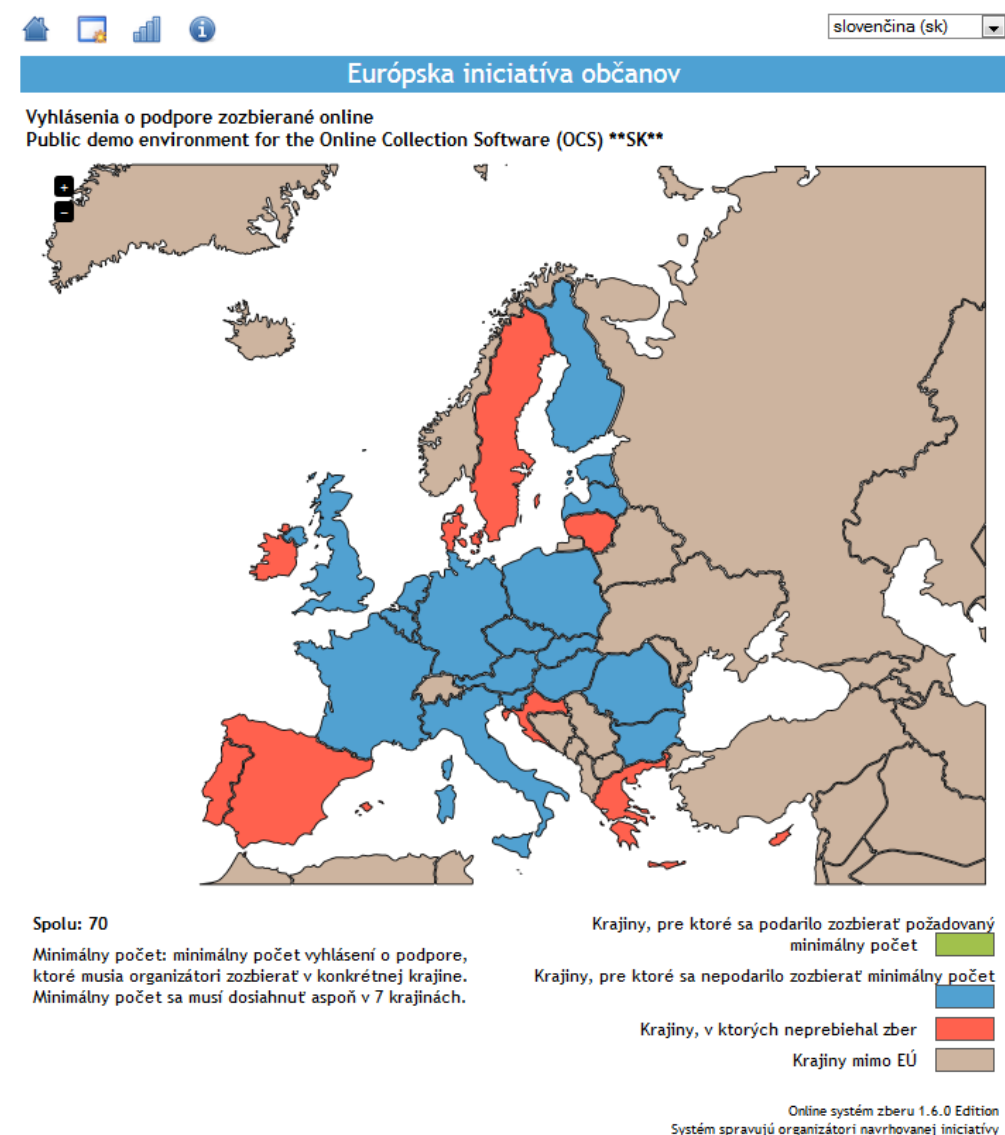 slovenčina (sk)
Európska iniciatíva občanov
Vyhlásenia o podpore zozbierané online
Public demo environment for the Online Collection Software (OCS) **SK**
+
−
Spolu: 70
Minimálny počet: minimálny počet vyhlásení o podpore,
ktoré musia organizátori zozbierať v konkrétnej krajine.
Minimálny počet sa musí dosiahnuť aspoň v 7 krajinách.
Krajiny, pre ktoré sa podarilo zozbierať požadovaný
minimálny počet
Krajiny, pre ktoré sa nepodarilo zozbierať minimálny počet
Krajiny, v ktorých neprebiehal zber
Krajiny mimo EÚ
Online systém zberu 1.6.0 Edition
Systém spravujú organizátori navrhovanej iniciatívy